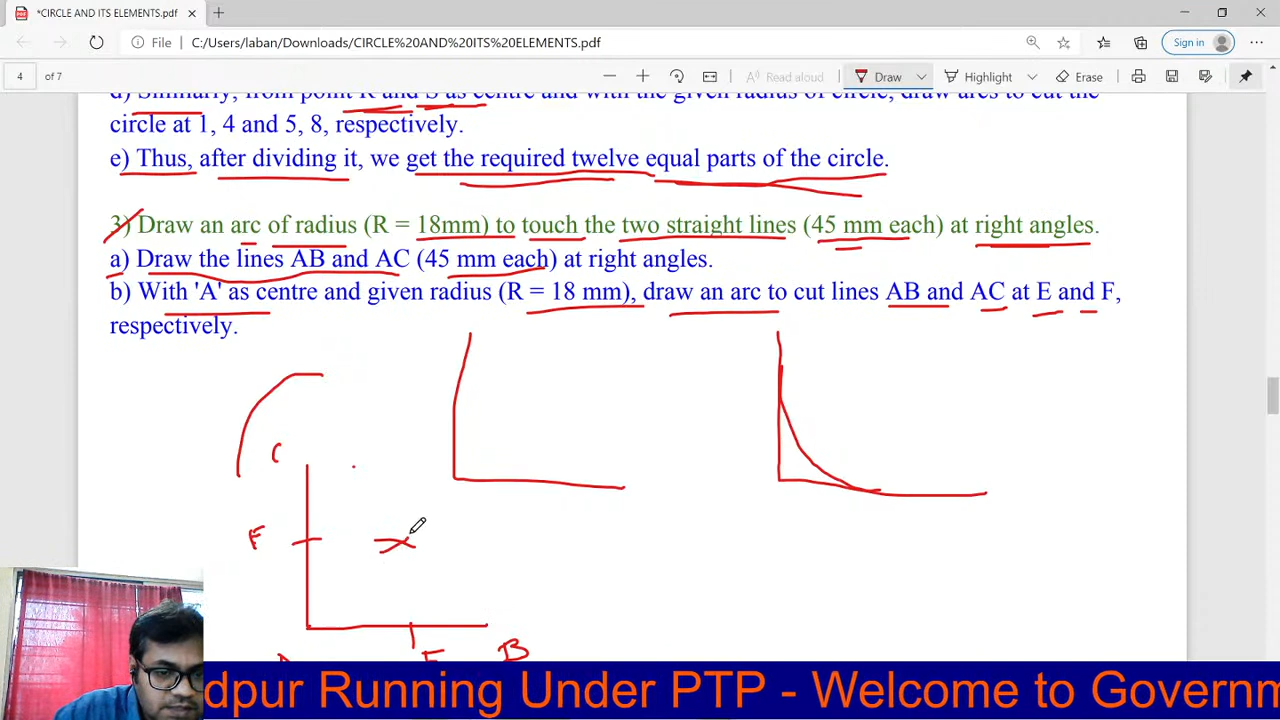 *CIRCLE AND ITS ELEMENTS.pdf
File C:/Users/laban/Downloads/CIRCLE%20AND%20ITS%20ELEMENTS.pdf Sign in
4 of 7 Read aloud Draw Highlight Erase
d) Similarly, from point R and S as centre and with the given radius of circle, draw arcs to cut the
circle at 1, 4 and 5, 8, respectively.
e) Thus, after dividing it, we get the required twelve equal parts of the circle.
3) Draw an arc of radius (R = 18mm) to touch the two straight lines (45 mm each) at right angles.
a) Draw the lines AB and AC (45 mm each) at right angles.
b) With 'A' as centre and given radius (R = 18 mm), draw an arc to cut lines AB and AC at E and F,
respectively.
C
F
E B
dpur Running Under PTP - Welcome to Governm